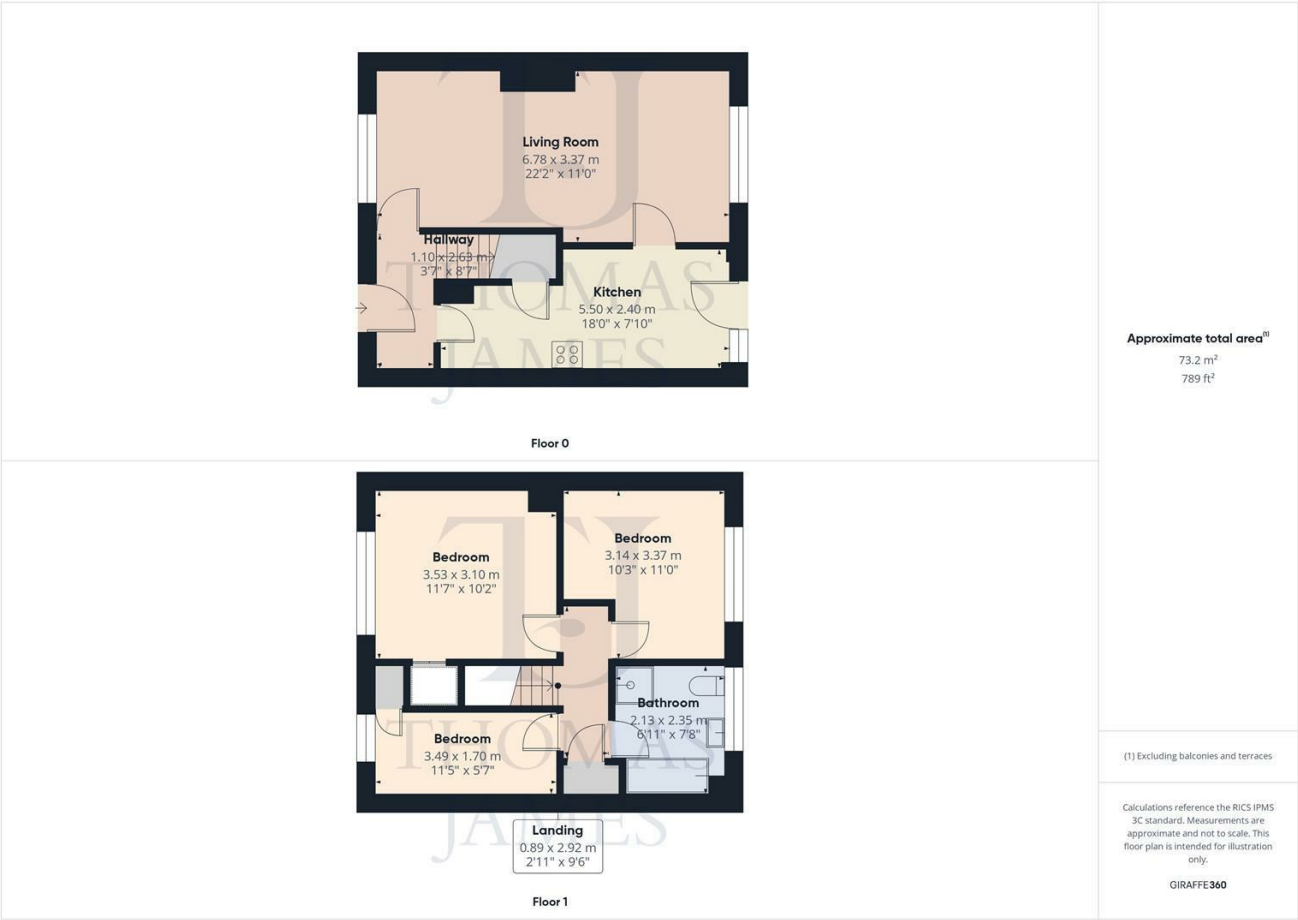 Living Room
6.78 x 3.37 m
22'2" x 11'0"
Hallway
1.10 x 2.63 m
3'7" x 8'7"
Kitchen
5.50 x 2.40 m
18'0" x 7'10"
TJ
THOMAS
JAMES
Floor 0
Approximate total area(1)
73.2 m²
789 ft²
Bedroom
3.53 x 3.10 m
11'7" x 10'2"
Bedroom
3.14 x 3.37 m
10'3" x 11'0"
Bathroom
2.13 x 2.35 m
6'11" x 7'8"
Bedroom
3.49 x 1.70 m
11'5" x 5'7"
TJ
THOMAS
JAMES
Landing
0.89 x 2.92 m
2'11" x 9'6"
Floor 1
(1) Excluding balconies and terraces
Calculations reference the RICS IPMS
3C standard. Measurements are
approximate and not to scale. This
floor plan is intended for illustration
only.
GIRAFFE360